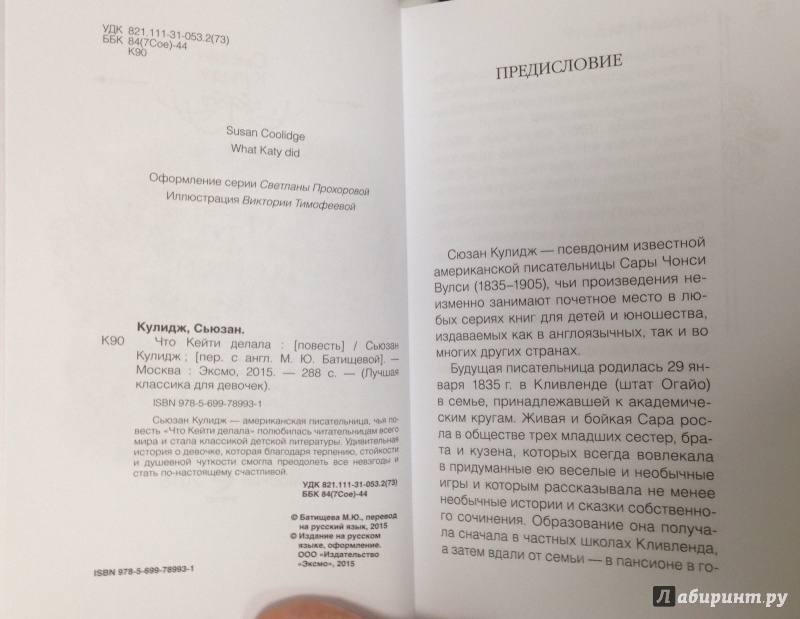 УДК 821.111-31-053.2(73)
ББК 84(7Сое)-44
К90
Susan Coolidge
What Katy did
Оформление серии Светланы Прохоровой
Иллюстрация Виктории Тимофеевой
Кулидж, Сьюзан.
К90 Что Кейти делала : [повесть] / Сьюзан
Кулидж ; [пер. с англ. М. Ю. Батищевой]. —
Москва : Эксмо, 2015. — 288 с. — (Лучшая
классика для девочек).
ISBN 978-5-699-78993-1
Сьюзан Кулидж — американская писательница, чья по-
весть «Что Кейти делала» полюбилась читательницам всего
мира и стала классикой детской литературы. Удивительная
история о девочке, которая благодаря терпению, стойкости
и душевной чуткости смогла преодолеть все невзгоды и
стать по-настоящему счастливой.
УДК 821.111-31-053.2(73)
ББК 84(7Сое)-44
© Батищева М.Ю., перевод
на русский язык, 2015
© Издание на русском
языке, оформление.
ООО «Издательство
«Эксмо», 2015
ISBN 978-5-699-78993-1
ПРЕДИСЛОВИЕ
Сюзан Кулидж — псевдоним известной
американской писательницы Сары Чонси
Вулси (1835–1905), чьи произведения не-
изменно занимают почетное место в лю-
бых сериях книг для детей и юношества,
издаваемых как в англоязычных, так и во
многих других странах.
Будущая писательница родилась 29 ян-
варя 1835 г. в Кливленде (штат Огайо)
в семье, принадлежавшей к академиче-
ским кругам. Живая и бойкая Сара рос-
ла в обществе трех младших сестер, бра-
та и кузена, которых всегда вовлекала
в придуманные ею веселые и необычные
игры и которым рассказывала не менее
необычные истории и сказки собственно-
го сочинения. Образование она получа-
ла сначала в частных школах Кливленда,
а затем вдали от семьи — в пансионе в го-
Лабиринт.ру